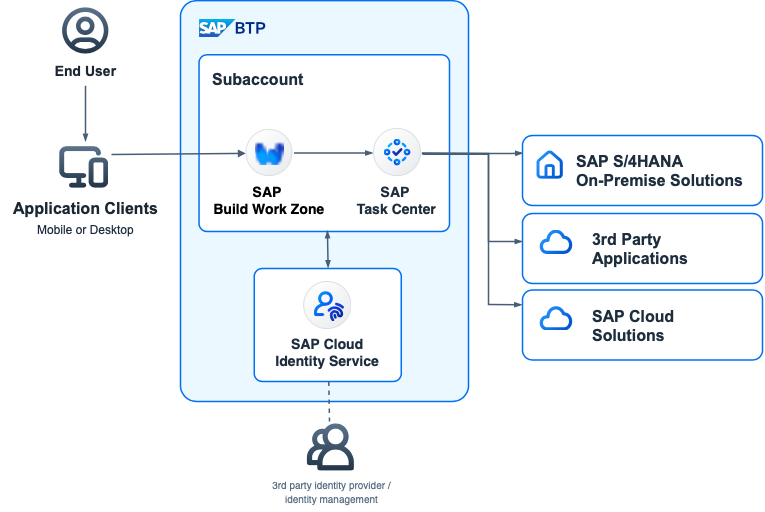 SAP BTP
End User
Subaccount
SAP
Build Work Zone
SAP
Task Center
Application Clients
Mobile or Desktop
SAP S/4HANA
On-Premise Solutions
3rd Party
Applications
SAP Cloud
Solutions
SAP Cloud
Identity Service
3rd party identity provider /
identity management